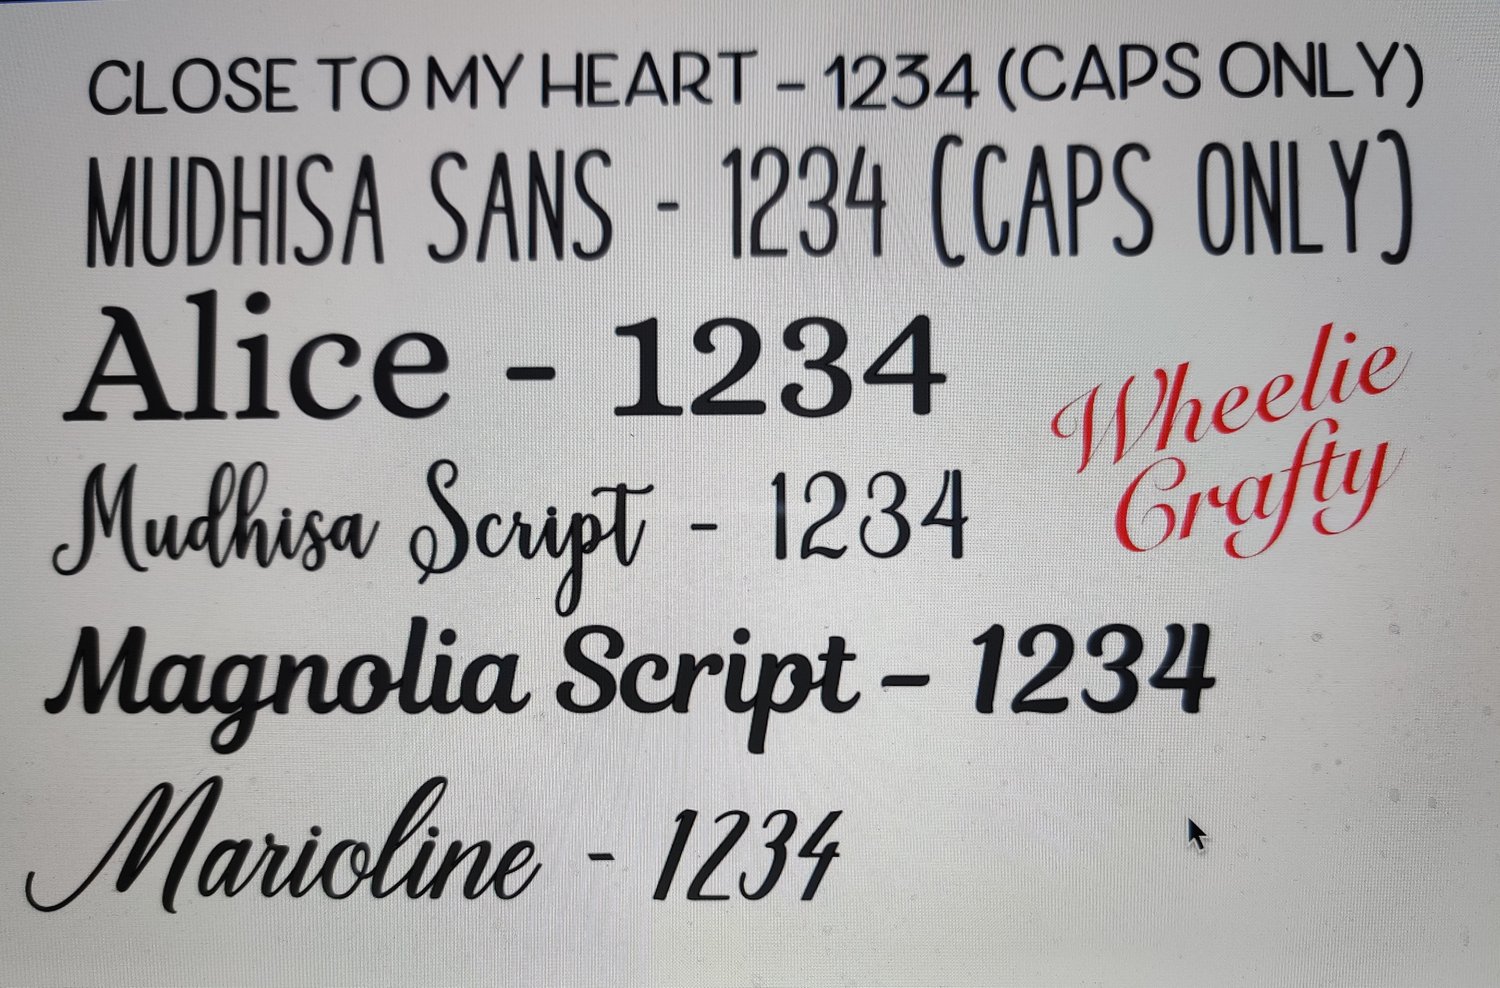 CLOSE TO MY HEART - 1234 (CAPS ONLY)
MUDHISA SANS - 1234 (CAPS ONLY)
Alice - 1234
Wheelie
Crafty
Mudhisa Script - 1234
Magnolia Script - 1234
Marioline - 1234